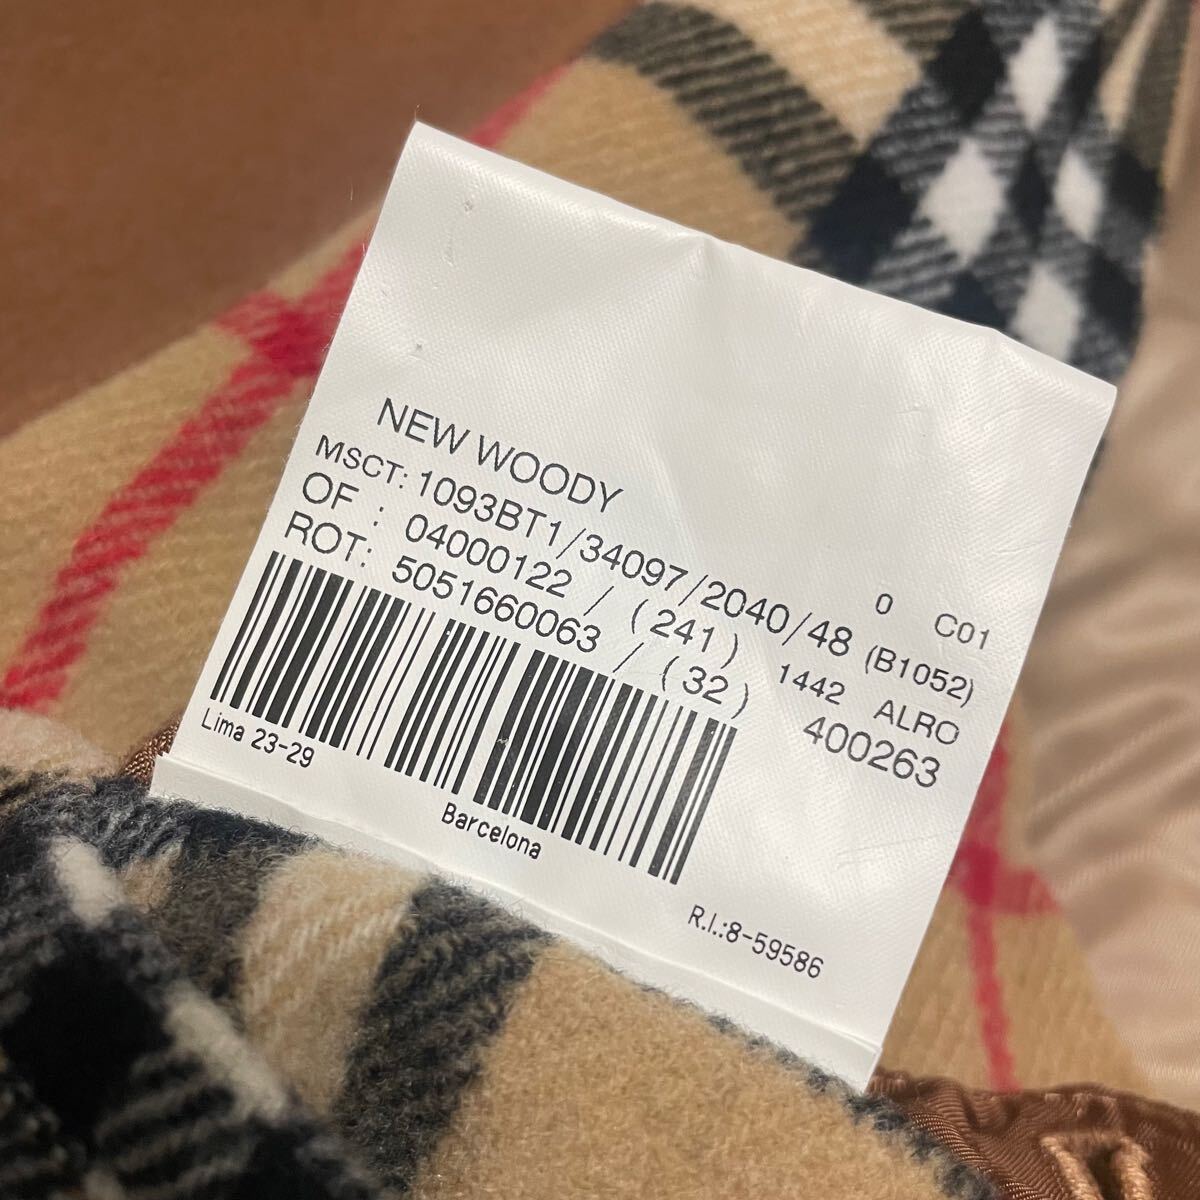 NEW WOODY
0 C01
MSCT: 1093BT1/34097/2040/48 (B1052)
OF : 04000122 / (241) 1442 ALRO
ROT: 5051660063 / (32) 400263
Lima 23-29
Barcelona
R.I.:8-59586